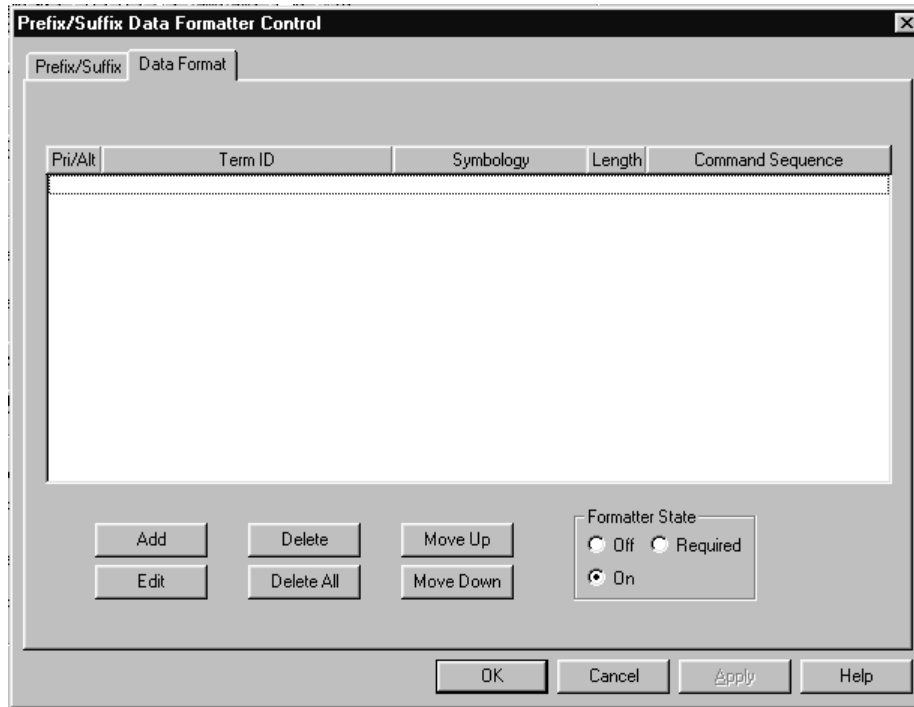 Prefix/Suffix Data Formatter Control
Prefix/Suffix Data Format
Pri/Alt Term ID Symbology Length Command Sequence
Add Delete Move Up
Edit Delete All Move Down
Formatter State
Off Required
On
OK Cancel Apply Help